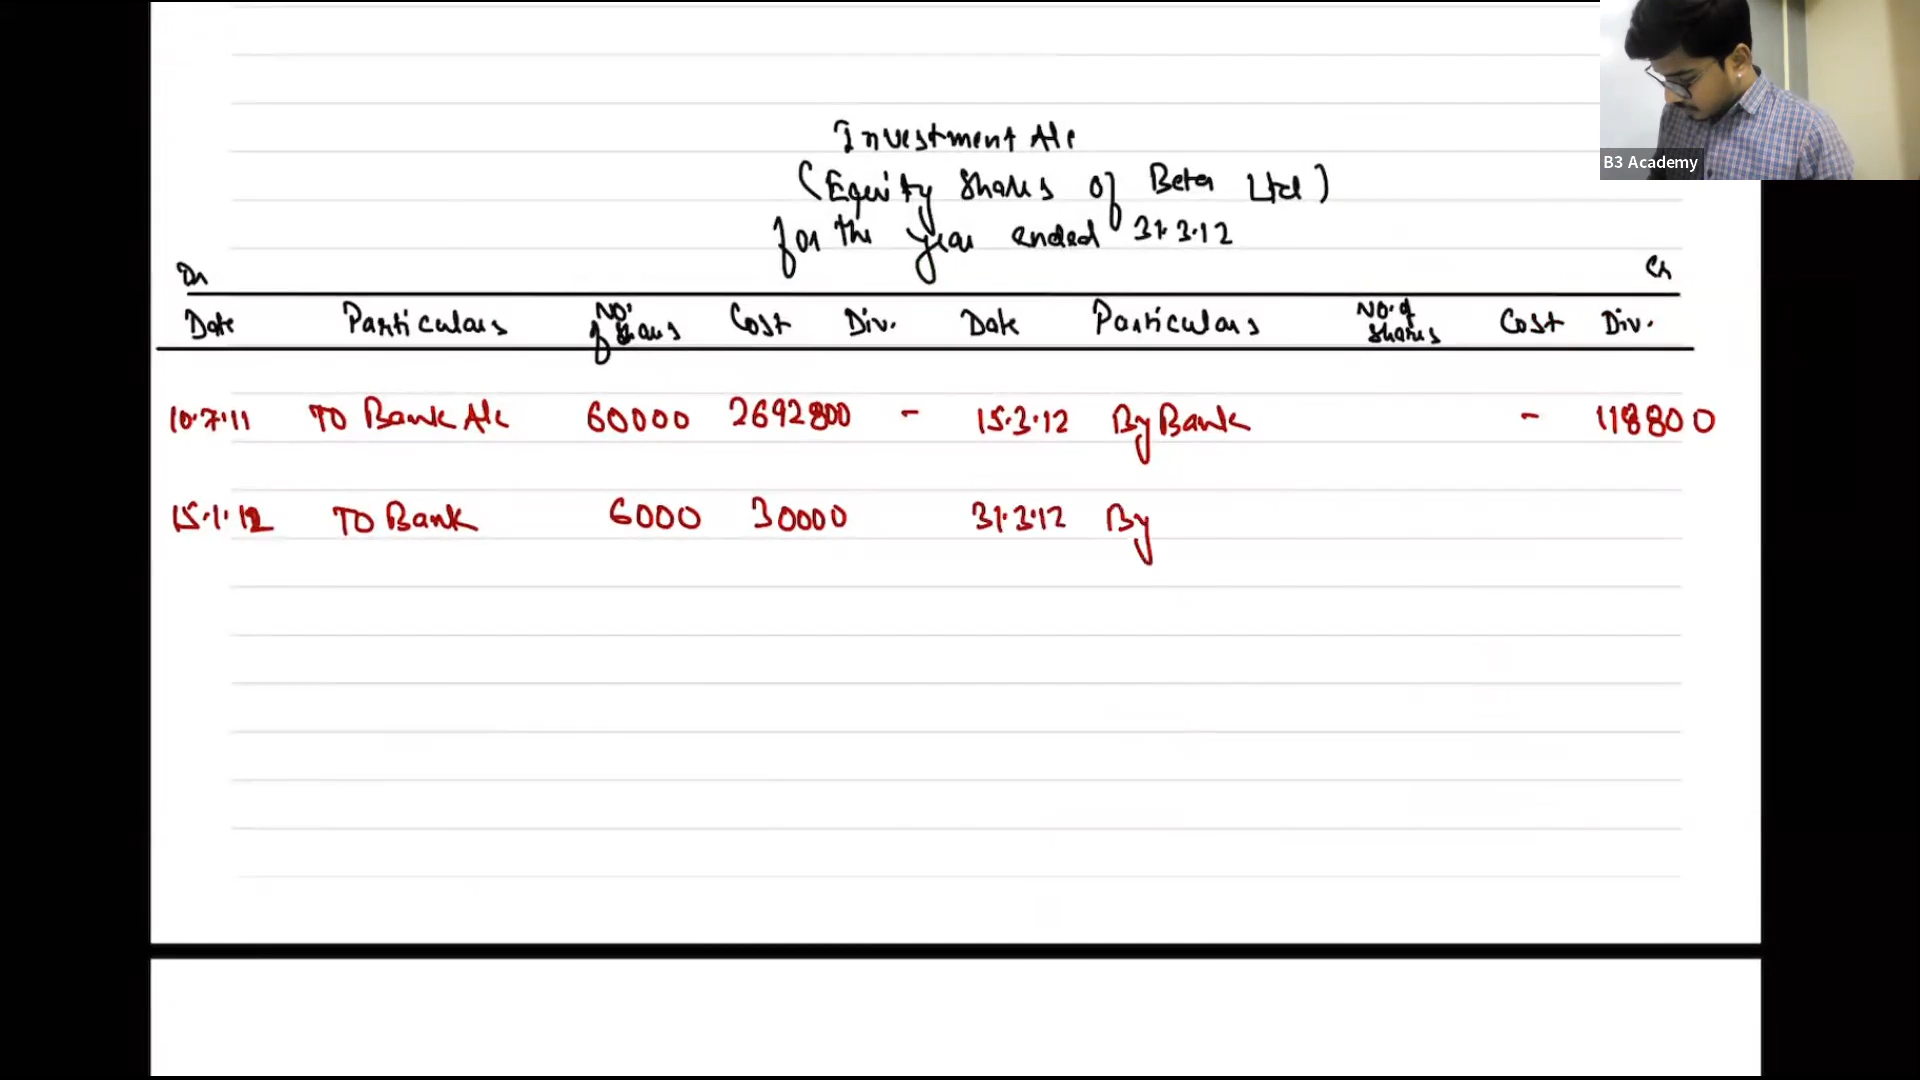 B3 Academy
Investment A/c
(Equity Shares of Beta Ltd)
for the year ended 31.3.12
Dr Cr
Date Particulars No. of Shares Cost Div. Date Particulars No. of Shares Cost Div.
10.7.11 To Bank A/c 60000 2692800 - 15.3.12 By Bank - 118800
15.1.12 To Bank 6000 30000 31.3.12 By